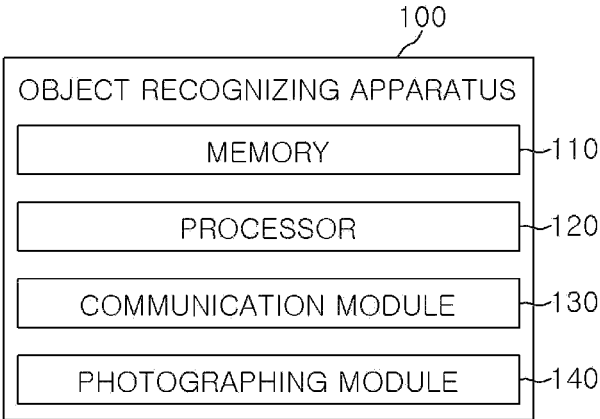 100
OBJECT RECOGNIZING APPARATUS
MEMORY 110
PROCESSOR 120
COMMUNICATION MODULE 130
PHOTOGRAPHING MODULE 140